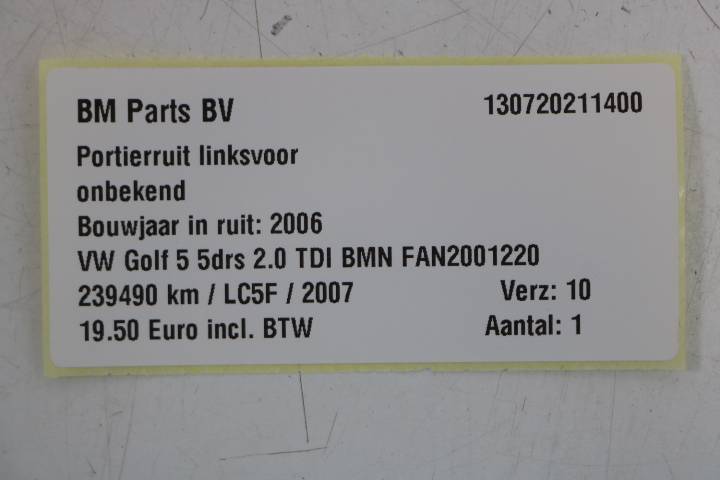 BM Parts BV 130720211400
Portierruit linksvoor
onbekend
Bouwjaar in ruit: 2006
VW Golf 5 5drs 2.0 TDI BMN FAN2001220
239490 km / LC5F / 2007 Verz: 10
19.50 Euro incl. BTW Aantal: 1